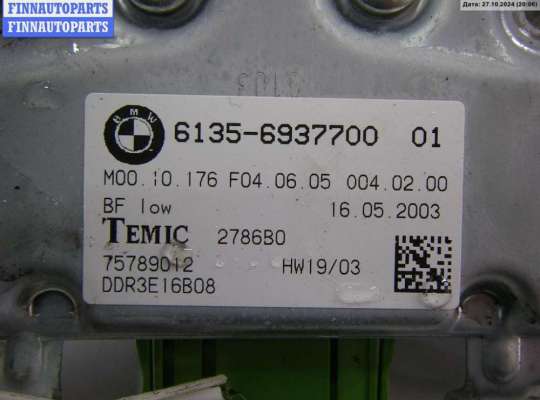 FINNAUTOPARTS
FINNAUTOPARTS
Дата: 27.10.2024 (20:06)
BMW
6135-6937700 01
M00.10.176 F04.06.05 004.02.00
BF low 16.05.2003
TEMIC 2786B0
75789012 HW19/03
DDR3E16B08